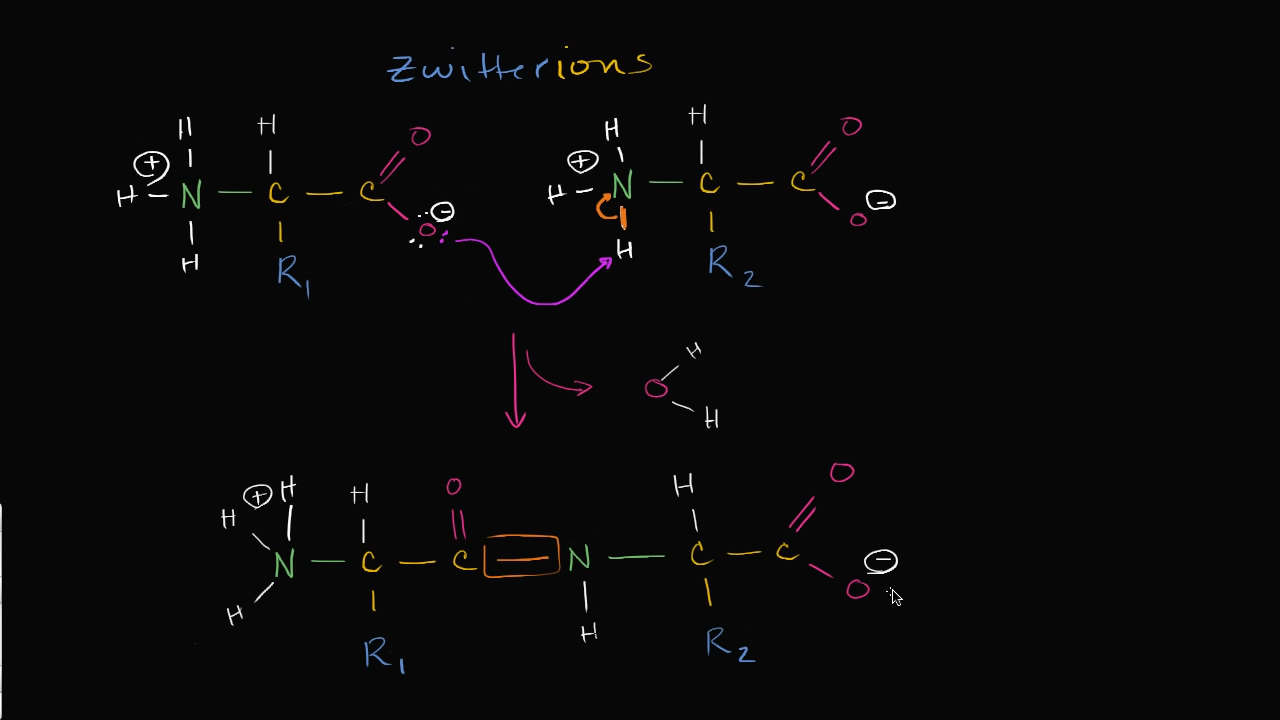 Zwitterions
H H O H H O
⊕ ⊕
H N C C H N C C
⊖ ⊖
O O
H R1 H R2
H
O
H
⊕ H H O H O
H
N C C N C C ⊖
O
H R1 H R2